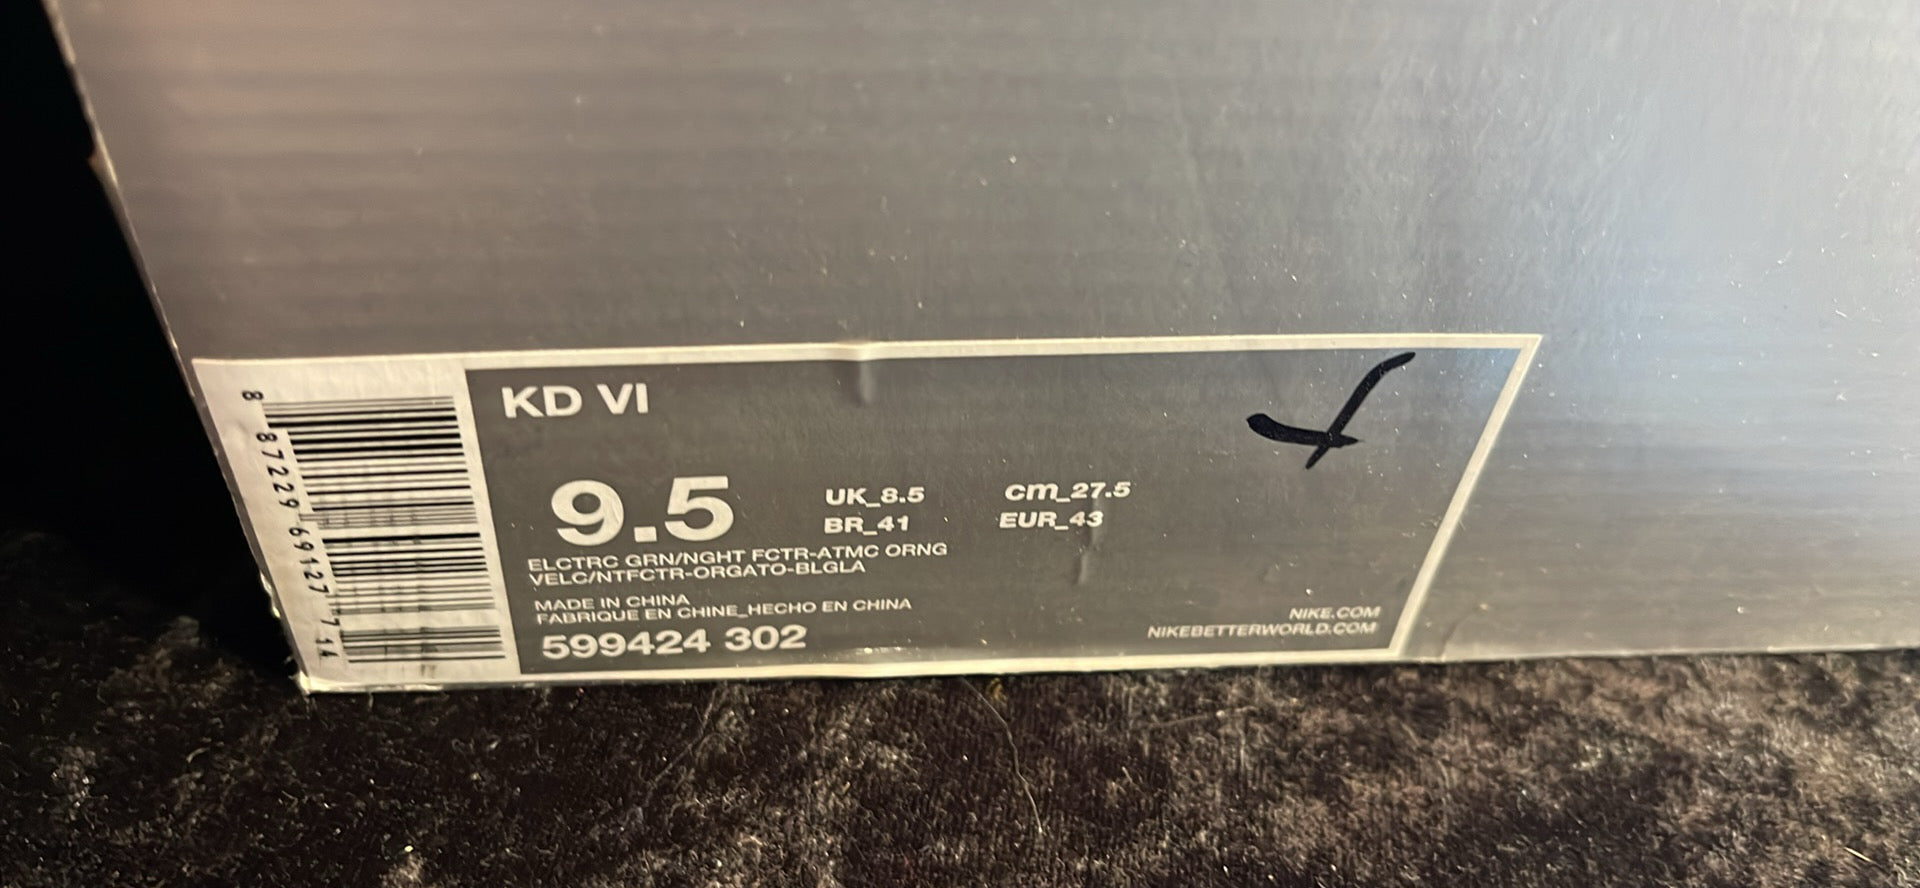 KD VI
9.5
UK_8.5
cm_27.5
BR_41
EUR_43
ELCTRC GRN/NGHT FCTR-ATMC ORNG
VELC/NTFCTR-ORGATO-BLGLA
MADE IN CHINA
FABRIQUE EN CHINE_HECHO EN CHINA
599424 302
NIKE.COM
NIKEBETTERWORLD.COM
8 87229 69127 7 14